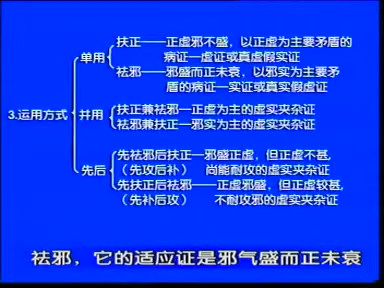 3.运用方式
单用
扶正——正虚邪不盛，以正虚为主要矛盾的
病证—虚证或真虚假实证
祛邪——邪盛而正未衰，以邪实为主要矛
盾的病证—实证或真实假虚证
并用
扶正兼祛邪—正虚为主的虚实夹杂证
祛邪兼扶正—邪实为主的虚实夹杂证
先后
先祛邪后扶正—邪盛正虚，但正虚不甚，
（先攻后补） 尚能耐攻的虚实夹杂证
先扶正后祛邪——正虚邪盛，但正虚较甚，
（先补后攻） 不耐攻邪的虚实夹杂证
祛邪，它的适应证是邪气盛而正未衰